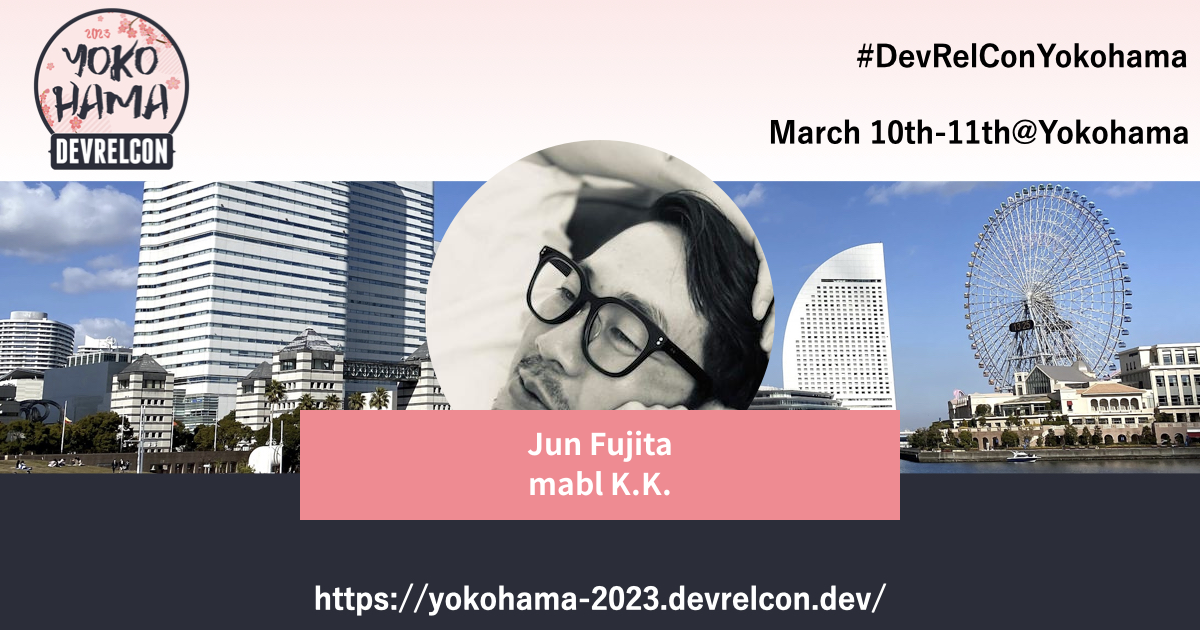 2023
YOKO
HAMA
DEVRELCON
#DevRelConYokohama
March 10th-11th@Yokohama
Jun Fujita
mabl K.K.
https://yokohama-2023.devrelcon.dev/